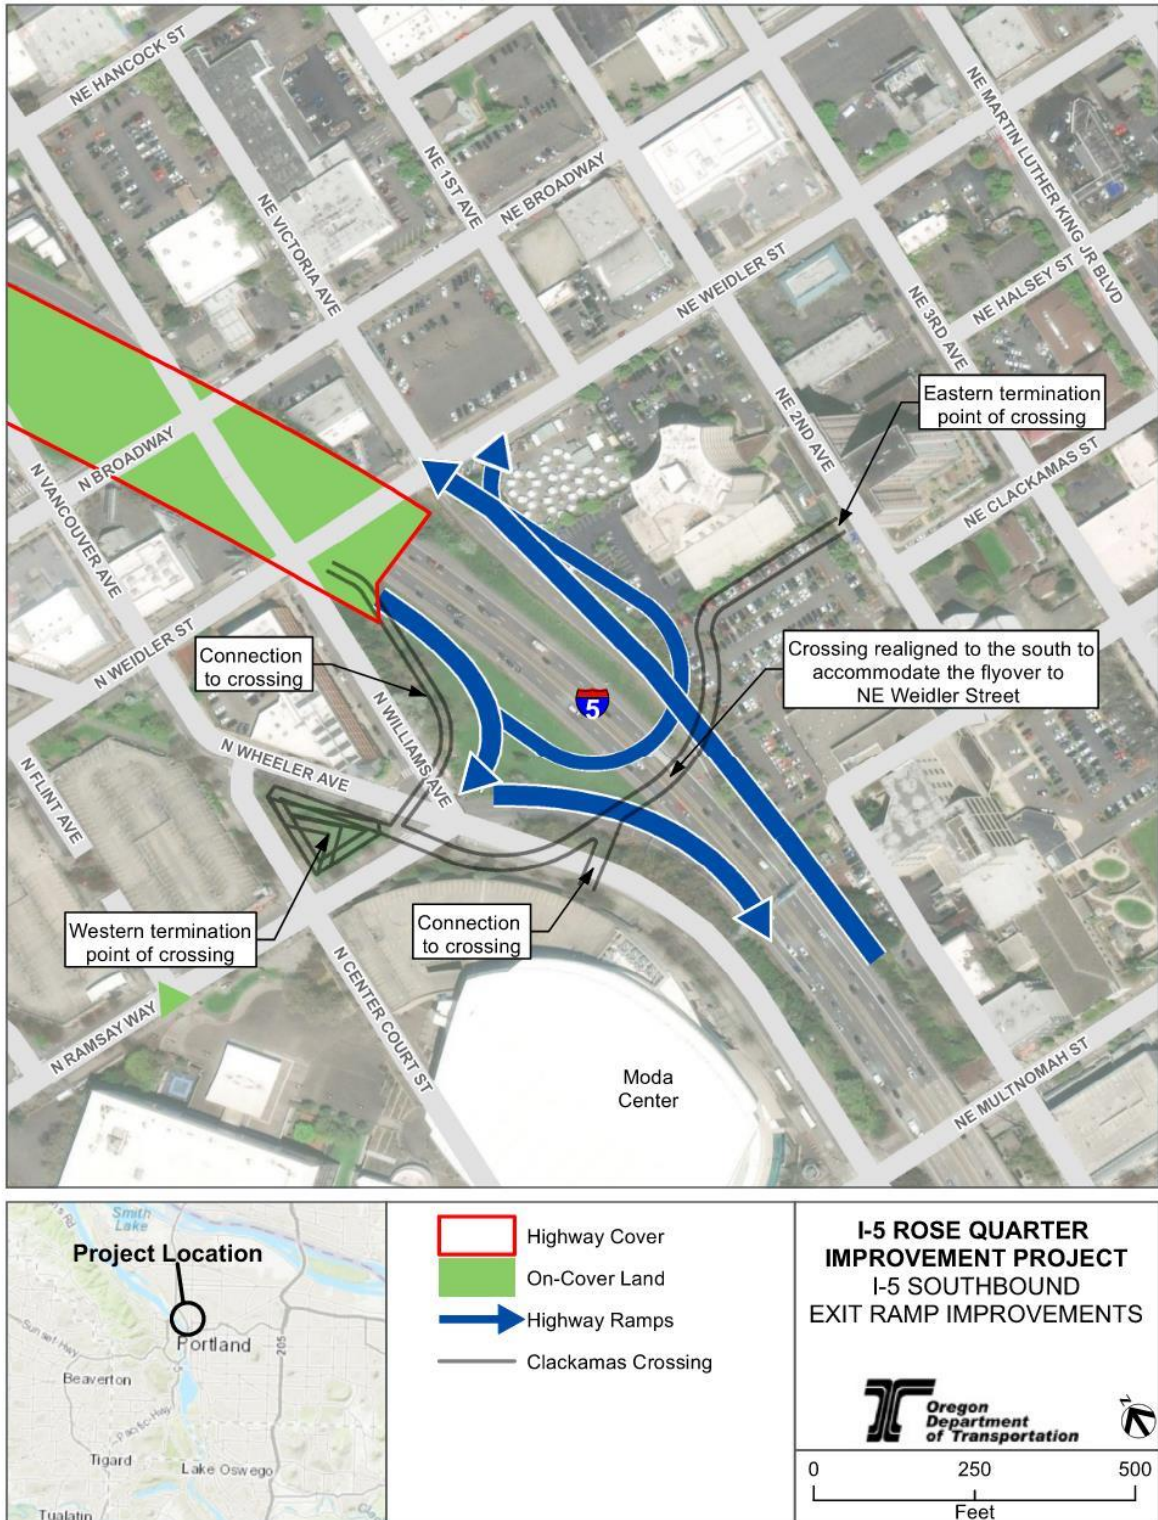 NE HANCOCK ST
NE VICTORIA AVE
NE 1ST AVE
NE BROADWAY
NE MARTIN LUTHER KING JR BLVD
NE WEIDLER ST
NE 3RD AVE
NE HALSEY ST
NE 2ND AVE
Eastern termination
point of crossing
NE CLACKAMAS ST
N BROADWAY
N VANCOUVER AVE
N WEIDLER ST
Connection
to crossing
Crossing realigned to the south to
accommodate the flyover to
NE Weidler Street
5
N WILLIAMS AVE
N WHEELER AVE
N FLINT AVE
Western termination
point of crossing
Connection
to crossing
N CENTER COURT ST
N RAMSAY WAY
Moda
Center
NE MULTNOMAH ST
Smith
Lake
Project Location
Portland
205
Sunset Hwy
Beaverton
Pacific Hwy
Tigard
Lake Oswego
Tualatin
Highway Cover
On-Cover Land
Highway Ramps
Clackamas Crossing
I-5 ROSE QUARTER
IMPROVEMENT PROJECT
I-5 SOUTHBOUND
EXIT RAMP IMPROVEMENTS
Oregon
Department
of Transportation
Z
0 250 500
Feet